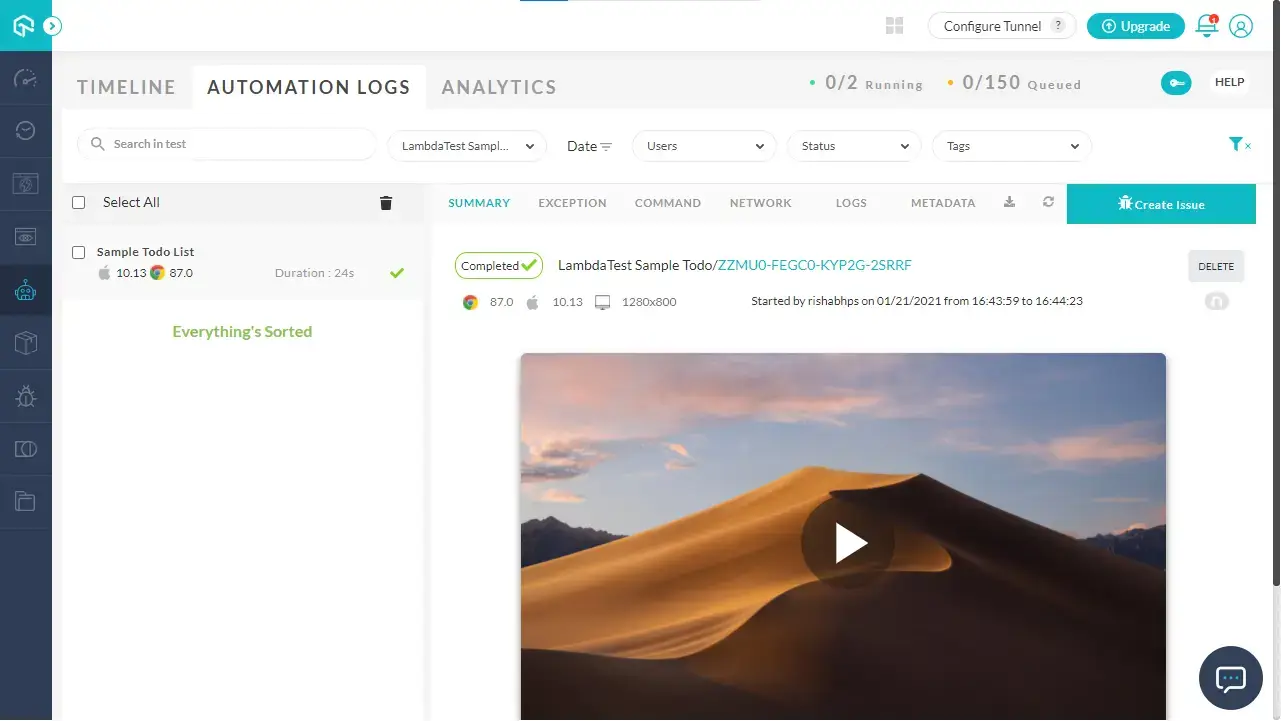 Configure Tunnel ?
Upgrade
1
TIMELINE
AUTOMATION LOGS
ANALYTICS
0/2 Running
0/150 Queued
HELP
Search in test
LambdaTest Sampl...
Date
Users
Status
Tags
Select All
SUMMARY
EXCEPTION
COMMAND
NETWORK
LOGS
METADATA
Create Issue
Sample Todo List
10.13 87.0 Duration : 24s
Everything's Sorted
Completed
LambdaTest Sample Todo/ZZMU0-FEGC0-KYP2G-2SRRF
DELETE
87.0 10.13 1280x800
Started by rishabhps on 01/21/2021 from 16:43:59 to 16:44:23